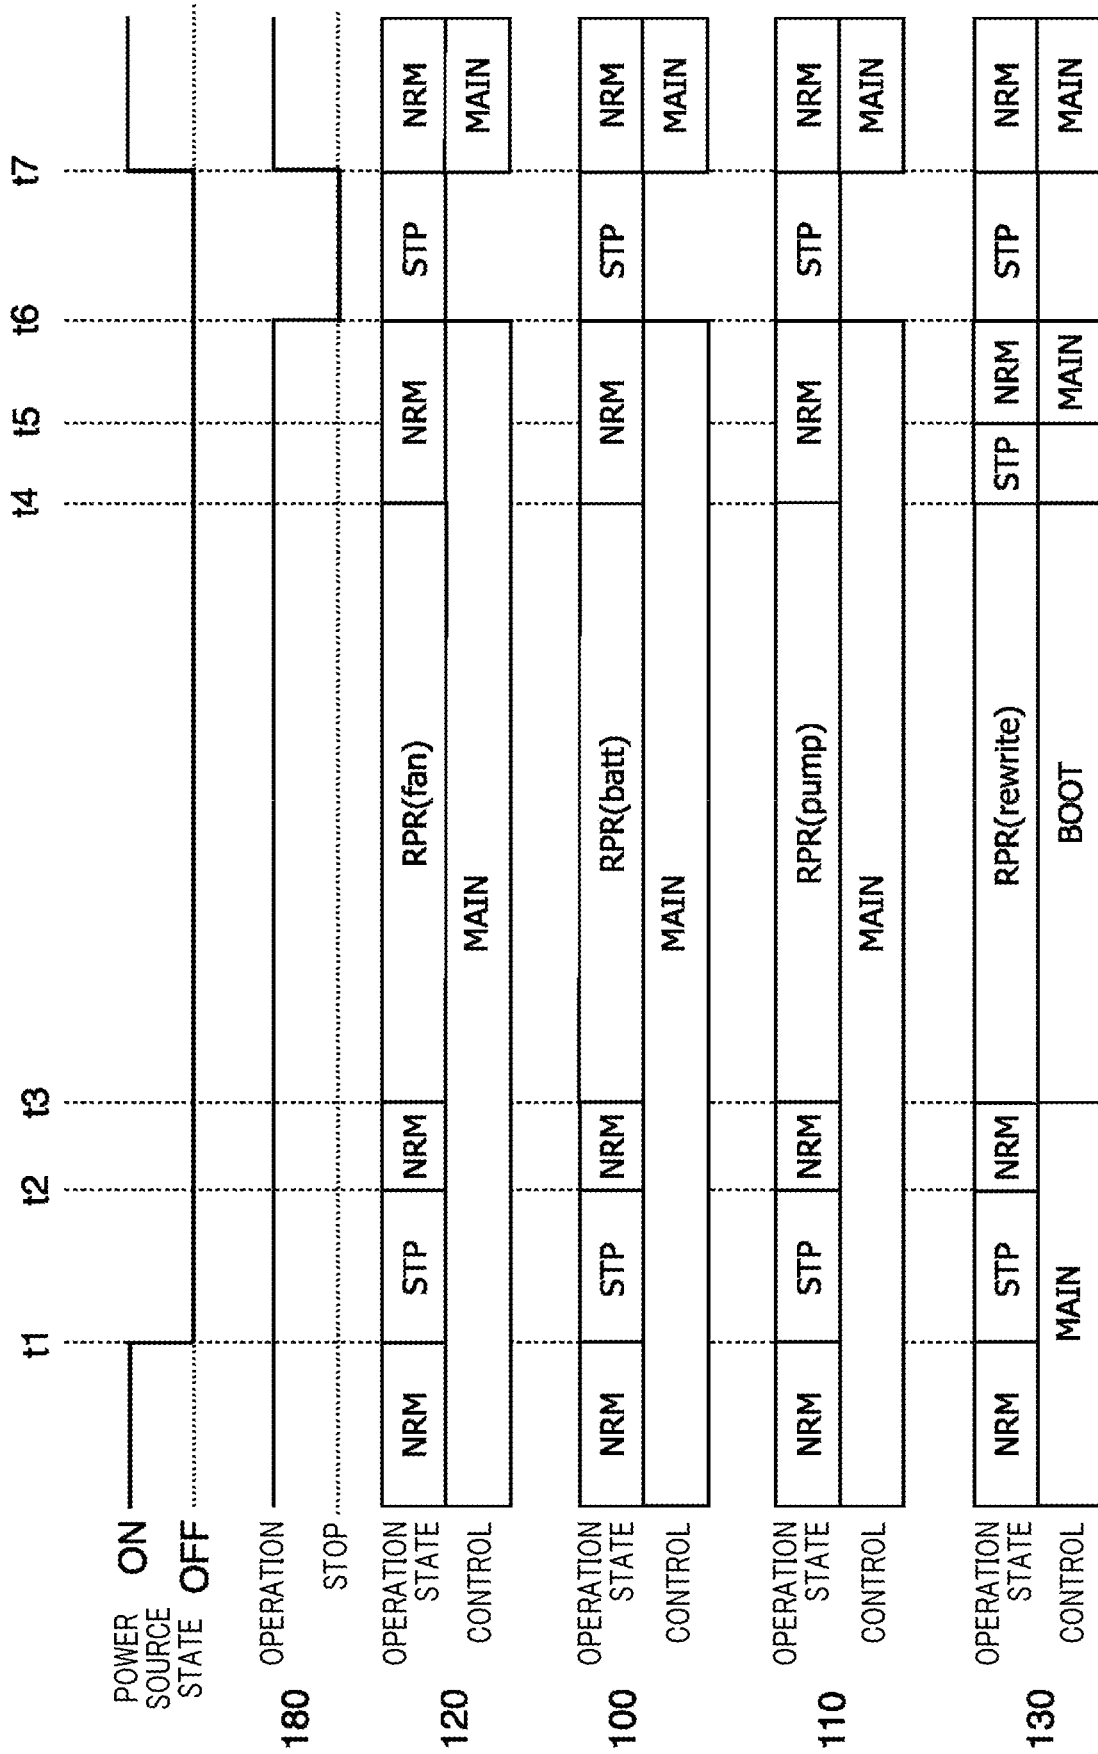 t1 t2 t3 t4 t5 t6 t7
POWER
SOURCE
STATE
ON
OFF
180
OPERATION
STOP
120
OPERATION
STATE
NRM STP NRM RPR(fan) NRM STP NRM
CONTROL
MAIN MAIN
100
OPERATION
STATE
NRM STP NRM RPR(batt) NRM STP NRM
CONTROL
MAIN MAIN
110
OPERATION
STATE
NRM STP NRM RPR(pump) NRM STP NRM
CONTROL
MAIN MAIN
130
OPERATION
STATE
NRM STP NRM RPR(rewrite) STP NRM STP NRM
CONTROL
MAIN BOOT MAIN MAIN